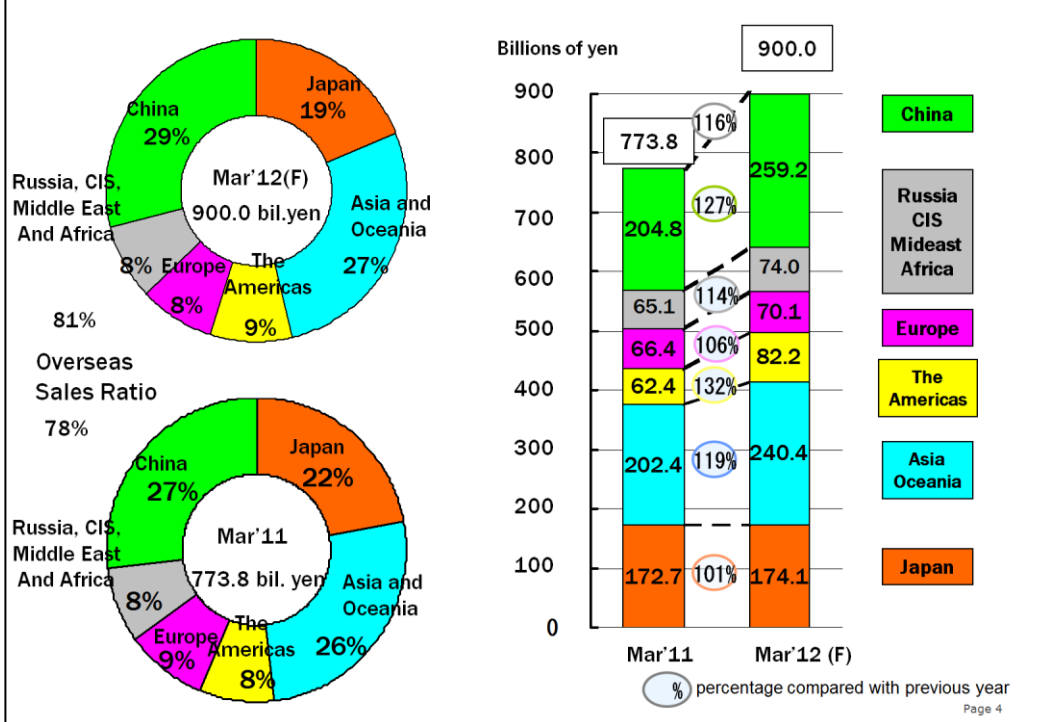 Japan
19%
China
29%
Mar'12(F)
900.0 bil.yen
Russia, CIS,
Middle East
And Africa
8%
Asia and
Oceania
27%
Europe
8%
The
Americas
9%
81%
Overseas
Sales Ratio
78%
Japan
22%
China
27%
Mar'11
773.8 bil. yen
Russia, CIS,
Middle East
And Africa
8%
Asia and
Oceania
26%
Europe
9%
The
Americas
8%
Billions of yen
900.0
773.8
900
800
700
600
500
400
300
200
100
0
204.8
65.1
66.4
62.4
202.4
172.7
116%
127%
114%
106%
132%
119%
101%
259.2
74.0
70.1
82.2
240.4
174.1
Mar'11
Mar'12 (F)
China
Russia
CIS
Mideast
Africa
Europe
The
Americas
Asia
Oceania
Japan
% percentage compared with previous year
Page 4